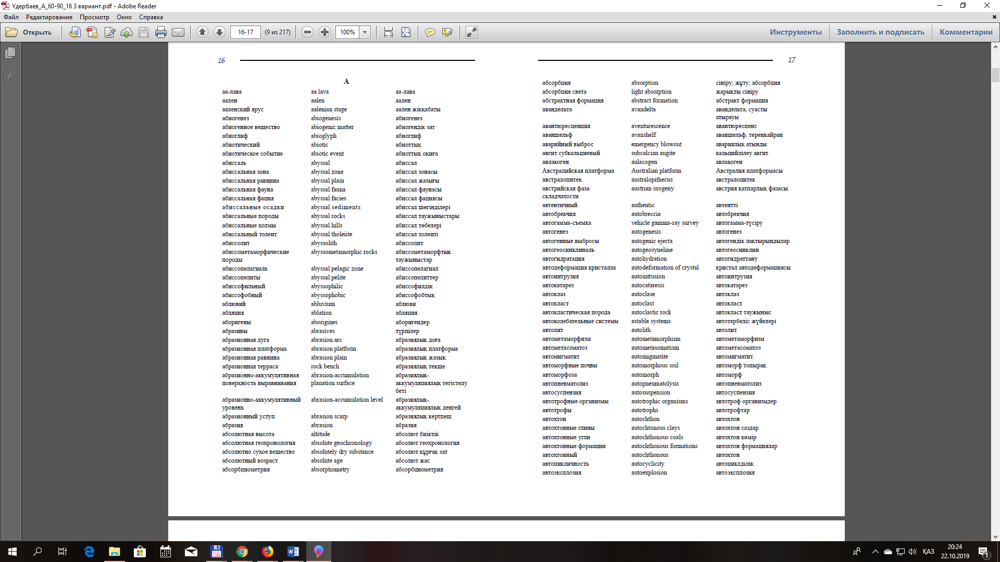 Үдербаев_А_60-90_16 3 вариант.pdf - Adobe Reader
Файл Редактирование Просмотр Окно Справка
Открыть 16-17 (9 из 217) 100% Инструменты Заполнить и подписать Комментарии
16
А
аа-лава aa lava аа-лава
аален aalen аален
ааленский ярус aalenian stage аален жікқабаты
абиогенез abiogenesis абиогенез
абиогенное вещество abiogenic matter абиогендік зат
абиоглиф abioglyph абиоглиф
абиотический abiotic абиоттық
абиотическое событие abiotic event абиоттық оқиға
абиссаль abyssal абиссал
абиссальная зона abyssal zone абиссал зонасы
абиссальная равнина abyssal plain абиссал жазығы
абиссальная фауна abyssal fauna абиссал фаунасы
абиссальная фация abyssal facies абиссал фациясы
абиссальные осадки abyssal sediments абиссал шөгінділері
абиссальные породы abyssal rocks абиссал таужыныстары
абиссальные холмы abyssal hills абиссал төбелері
абиссальный толеит abyssal tholeiite абиссал толеиті
абиссолит abyssolith абиссолит
абиссометаморфические abyssometamorphic rocks абиссометаморфтық
породы таужыныстар
абиссопелагиаль abyssal pelagic zone абиссопелагиал
абиссопелиты abyssal pelite абиссопелиттер
абиссофильный abyssophilic абиссофилдік
абиссофобный abyssophobic абиссофобтық
аблювий abluvium аблюви
абляция ablation абляция
аборигены aborigines аборигендер
абразивы abrasives түрпілер
абразионная дуга abrasion arc абразиялық доға
абразионная платформа abrasion platform абразиялық платформа
абразионная равнина abrasion plain абразиялық жазық
абразионная терраса rock bench абразиялық текше
абразионно-аккумулятивная abrasion-accumulation абразиялық-
поверхность выравнивания planation surface аккумуляциялық тегістелу
беті
абразионно-аккумулятивный abrasion-accumulation level абразиялық-
уровень аккумуляциялық деңгей
абразионный уступ abrasion scarp абразиялық кертпеш
абразия abrasion абразия
абсолютная высота altitude абсолют биіктік
абсолютная геохронология absolute geochronology абсолют геохронология
абсолютно сухое вещество absolutely dry substance абсолют құрғақ зат
абсолютный возраст absolute age абсолют жас
абсорбциометрия absorptiometry абсорбциометрия
17
абсорбция absorption сіңіру; жұту; абсорбция
абсорбция света light absorption жарықты сіңіру
абстрактная формация abstract formation абстракт формация
авандельта avandelta авандельта, суасты
атырауы
авантюресценция aventurescence авантюресценс
аваншельф avanshelf аваншельф, тереңқайраң
аварийный выброс emergency blowout авариялық атынды
авгит субкальциевый subcalcian augite кальцийлілеу авгит
авлакоген aulacogen авлакоген
Австралийская платформа Australian platform Австралия платформасы
австралопитек australopithecus австралопитек
австрийская фаза austrian orogeny австрия қатпарлық фазасы
складчатости
автентичный authentic автентті
автобрекчия autobreccia автобрекчия
автогамма-съемка vehicle gamma-ray survey автогамма-түсіру
автогенез autogenesis автогенез
автогенные выбросы autogenic ejecta автогендік лақтырындылар
автогеосинклиналь autogeosyneline автогеосинклин
автогидратация autohydration автогидраттану
автодеформация кристалла autodeformation of crystal кристал автодеформациясы
автоинтрузия autointrusion автоинтрузия
автокатарез autocataresis автокатарез
автоклаз autoclase автоклаз
автокласт autoclast автокласт
автокластическая порода autoclastic rock автокласт таужыныс
автоколебательные системы astable systems автотербеліс жүйелері
автолит autolith автолит
автометаморфизм autometamorphism автометаморфизм
автометасоматоз autometasomatism автометасоматоз
автомигматит automigmatite автомигматит
автоморфные почвы automorphous soil автоморф топырақ
автоморфоза automorph автоморф
автопневматолиз autopneumatolysis автопневматолиз
автосуспензия autosuspension автосуспензия
автотрофные организмы autotrophic organisms автотроф организмдер
автотрофы autotrophs автотрофтар
автохтон autochthon автохтон
автохтонные глины autochtonous clays автохтон саздар
автохтонные угли autochthonous coals автохтон көмір
автохтонные формации autochthonous formations автохтон формациялар
автохтонный autochthonous автохтон
автоцикличность autocyclicity автоциклділік
автоэксплозия autoexplosion автоэксплозия
ҚАЗ 20:24
22.10.2019 1